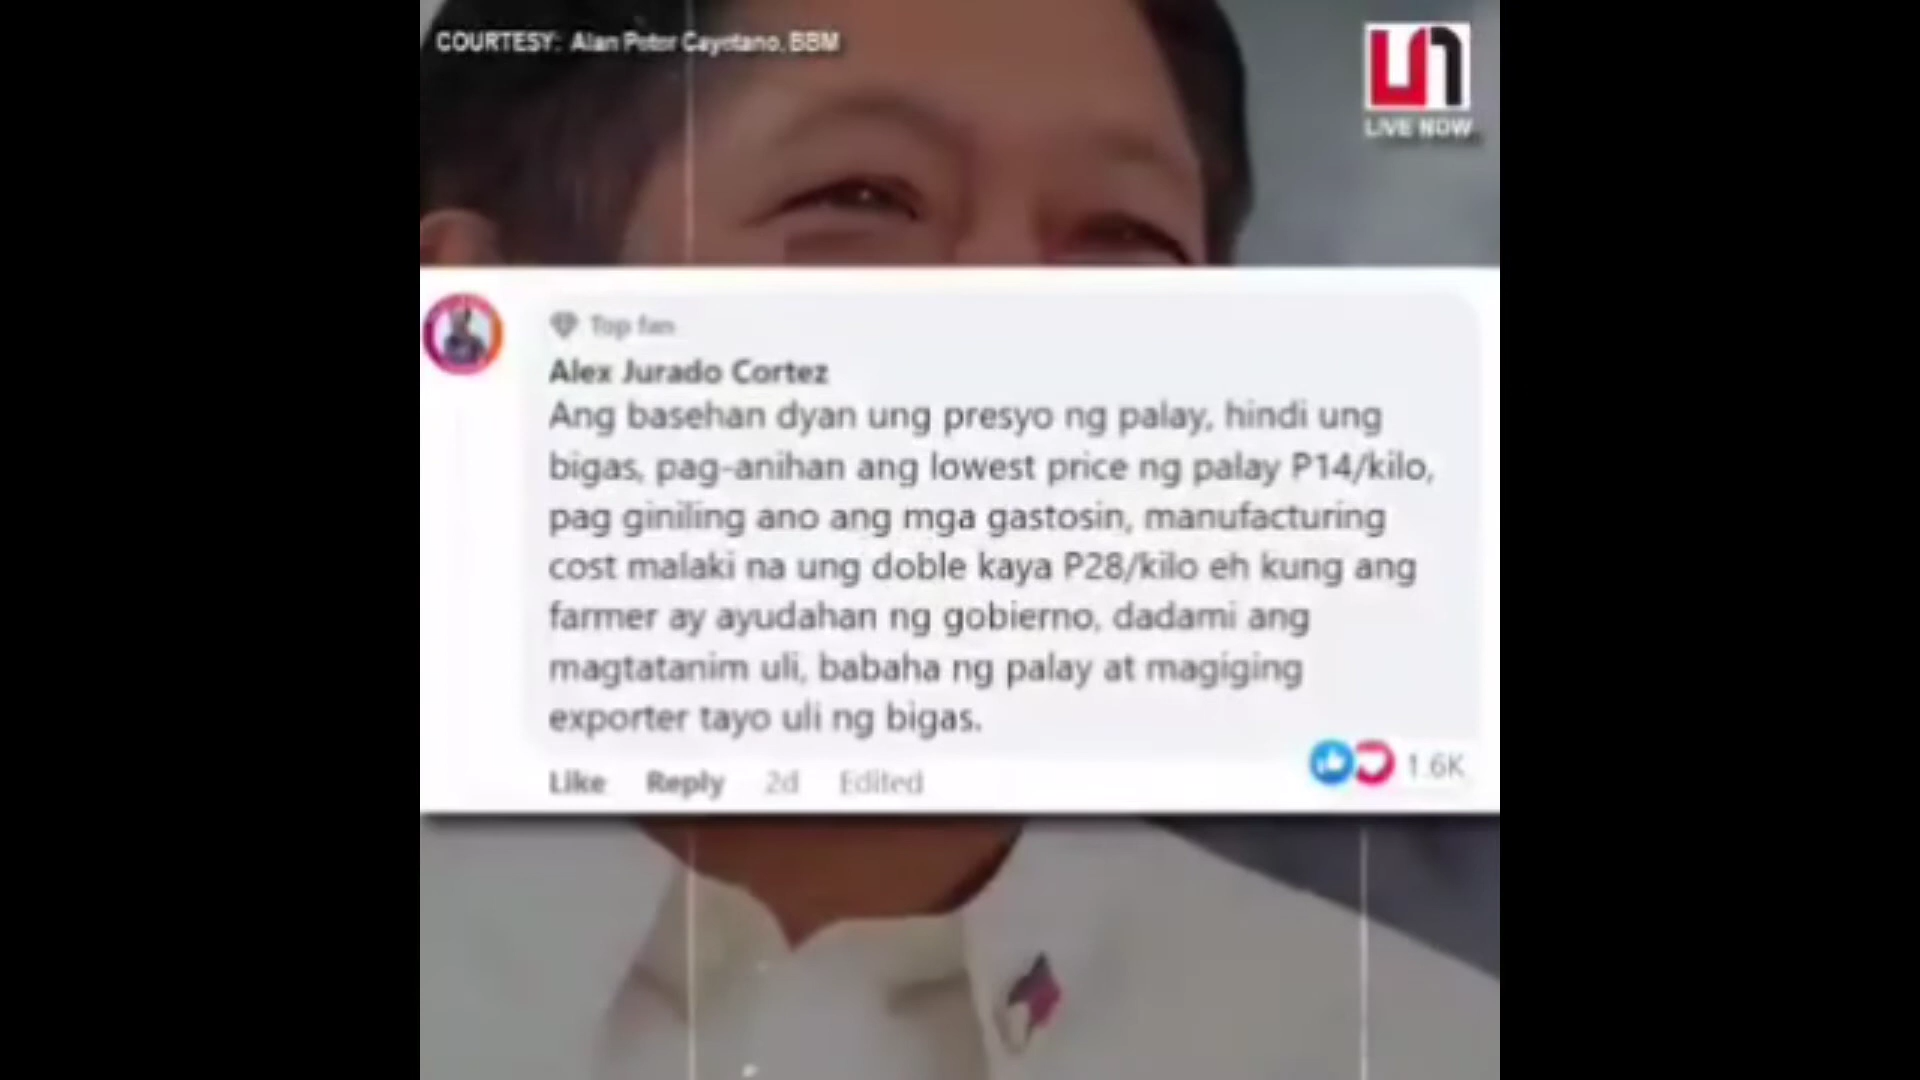 COURTESY: Alan Peter Cayetano, BBM
un
LIVE NOW
Top fan
Alex Jurado Cortez
Ang basehan dyan ung presyo ng palay, hindi ung
bigas, pag-anihan ang lowest price ng palay P14/kilo,
pag giniling ano ang mga gastosin, manufacturing
cost malaki na ung doble kaya P28/kilo eh kung ang
farmer ay ayudahan ng gobierno, dadami ang
magtatanim uli, babaha ng palay at magiging
exporter tayo uli ng bigas.
Like Reply 2d Edited
1.6K